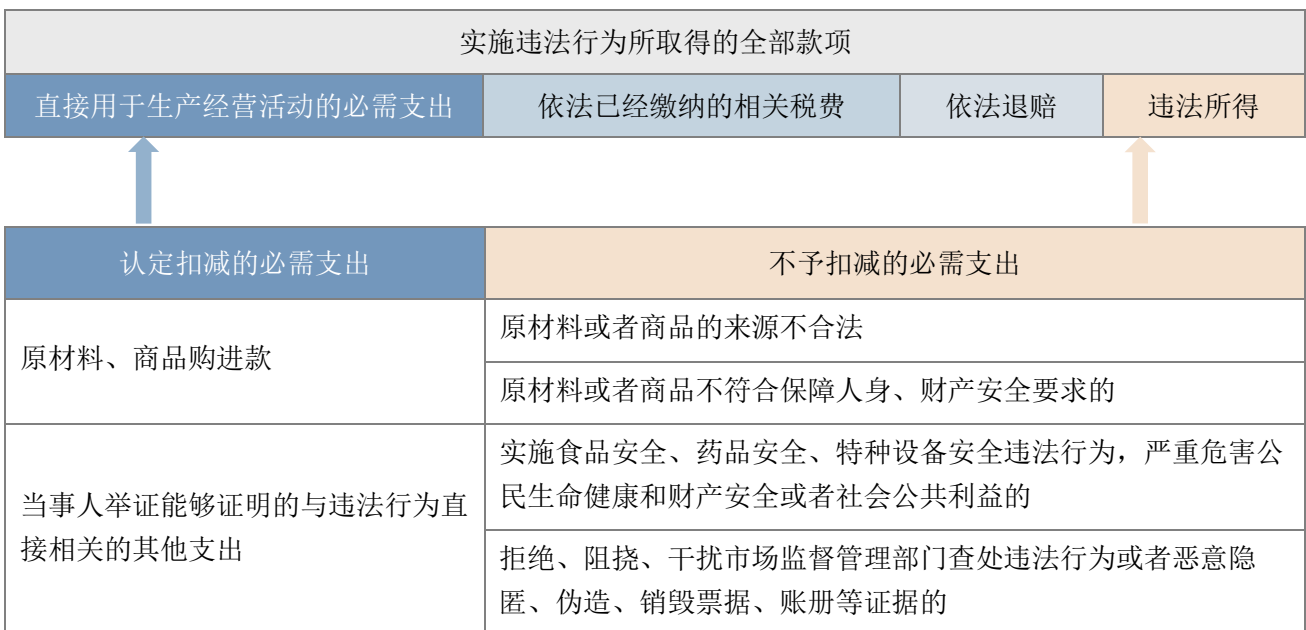 实施违法行为所取得的全部款项
直接用于生产经营活动的必需支出
依法已经缴纳的相关税费
依法退赔
违法所得
认定扣减的必需支出
不予扣减的必需支出
原材料、商品购进款
原材料或者商品的来源不合法
原材料或者商品不符合保障人身、财产安全要求的
当事人举证能够证明的与违法行为直
接相关的其他支出
实施食品安全、药品安全、特种设备安全违法行为，严重危害公
民生命健康和财产安全或者社会公共利益的
拒绝、阻挠、干扰市场监督管理部门查处违法行为或者恶意隐
匿、伪造、销毁票据、账册等证据的